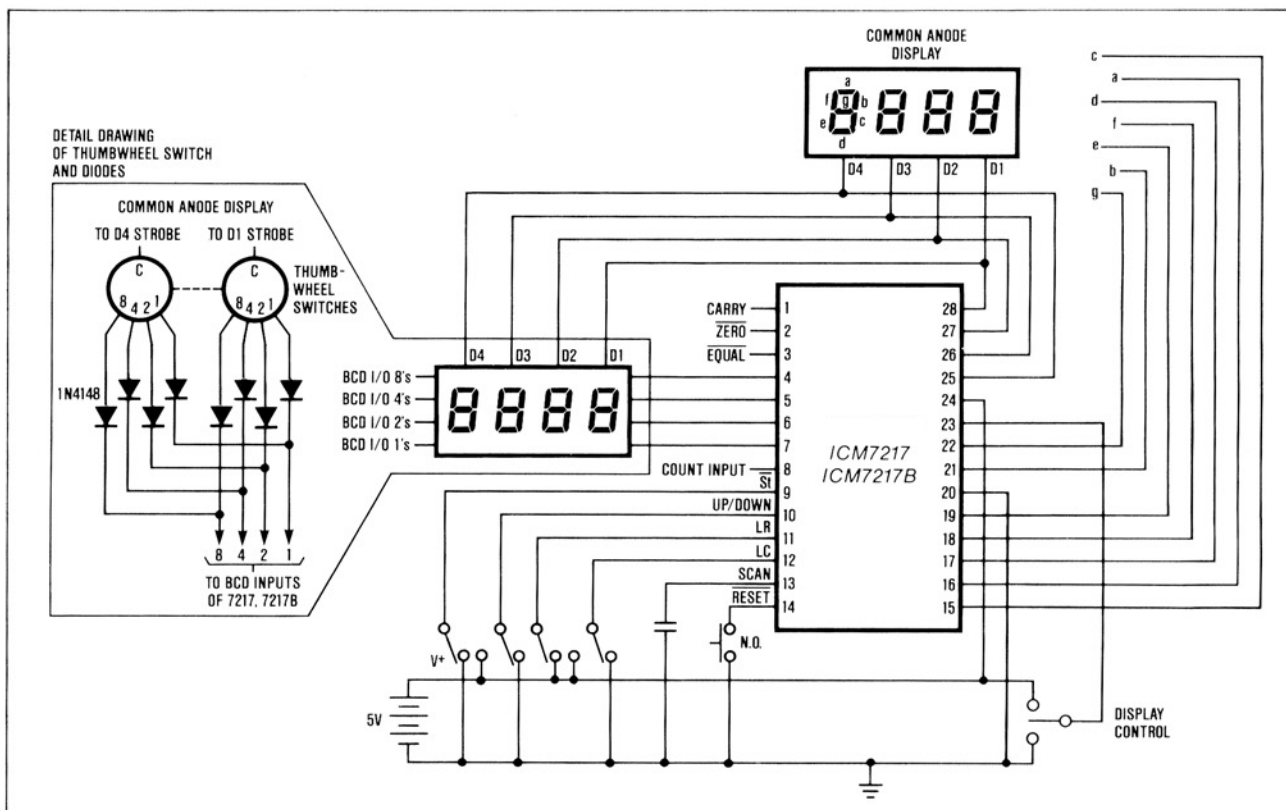 COMMON ANODE
DISPLAY
a
f
g
b
e
c
d
D4
D3
D2
D1
c
a
d
f
e
b
g
DETAIL DRAWING
OF THUMBWHEEL SWITCH
AND DIODES
COMMON ANODE DISPLAY
TO D4 STROBE
TO D1 STROBE
C
8 4 2 1
C
8 4 2 1
THUMB-
WHEEL
SWITCHES
1N4148
8 4 2 1
TO BCD INPUTS
OF 7217, 7217B
D4
D3
D2
D1
BCD I/O 8's
BCD I/O 4's
BCD I/O 2's
BCD I/O 1's
CARRY
ZERO
EQUAL
COUNT INPUT
St
UP/DOWN
LR
LC
SCAN
RESET
1
2
3
4
5
6
7
8
9
10
11
12
13
14
ICM7217
ICM7217B
28
27
26
25
24
23
22
21
20
19
18
17
16
15
V+
N.O.
5V
DISPLAY
CONTROL